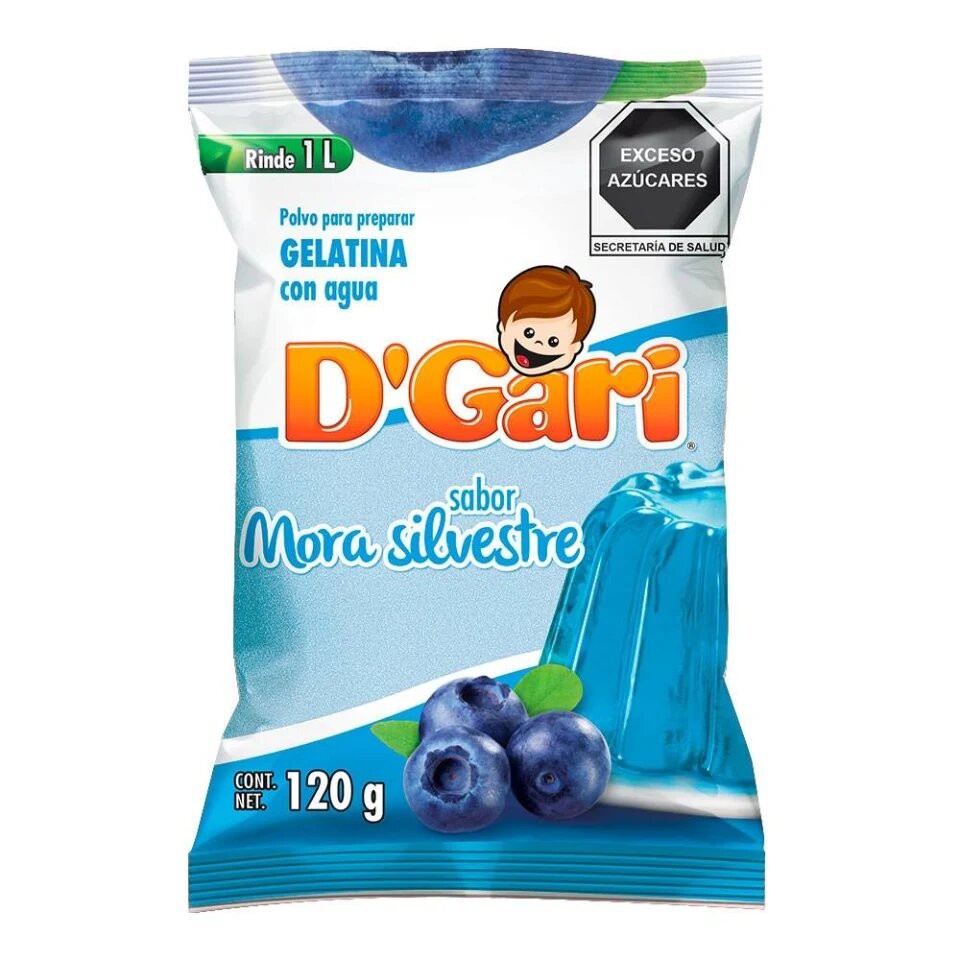 Rinde 1 L
EXCESO
AZÚCARES
SECRETARÍA DE SALUD
Polvo para preparar
GELATINA
con agua
D'Gari®
sabor
Mora silvestre
CONT.
NET. 120 g